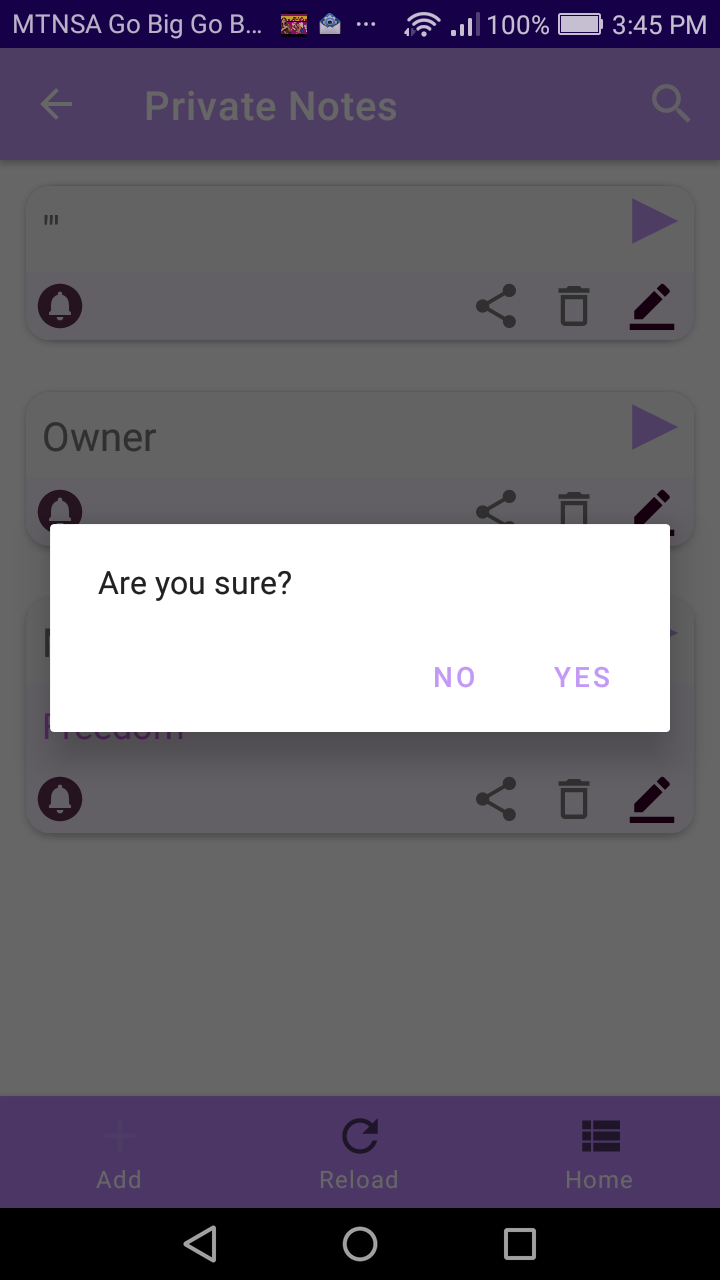 MTNSA Go Big Go B... ... 100% 3:45 PM
Private Notes
'''
Owner
Are you sure?
NO YES
Freedom
Add Reload Home